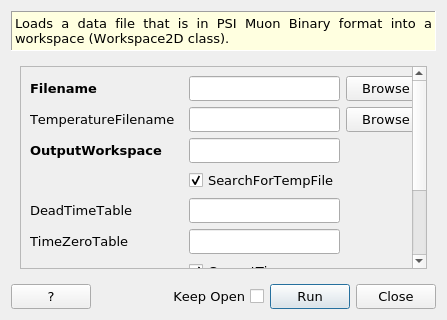 Loads a data file that is in PSI Muon Binary format into a
workspace (Workspace2D class).
Filename Browse
TemperatureFilename Browse
OutputWorkspace
SearchForTempFile
DeadTimeTable
TimeZeroTable
? Keep Open Run Close